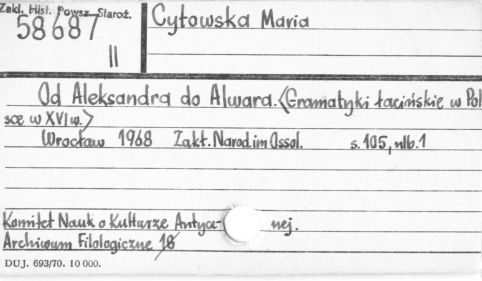 Zakł. Hist. Powsz. Staroż.
58687
II
Cytowska Maria
Od Aleksandra do Alwara. <Gramatyki łacińskie w Pol
sce w XVI w.>
Wrocław 1968 Zakł. Narod. im Ossol. s. 105, nlb. 1
Komitet Nauk o Kulturze Antycz- nej.
Archiwum Filologiczne 18
DUJ. 693/70. 10 000.